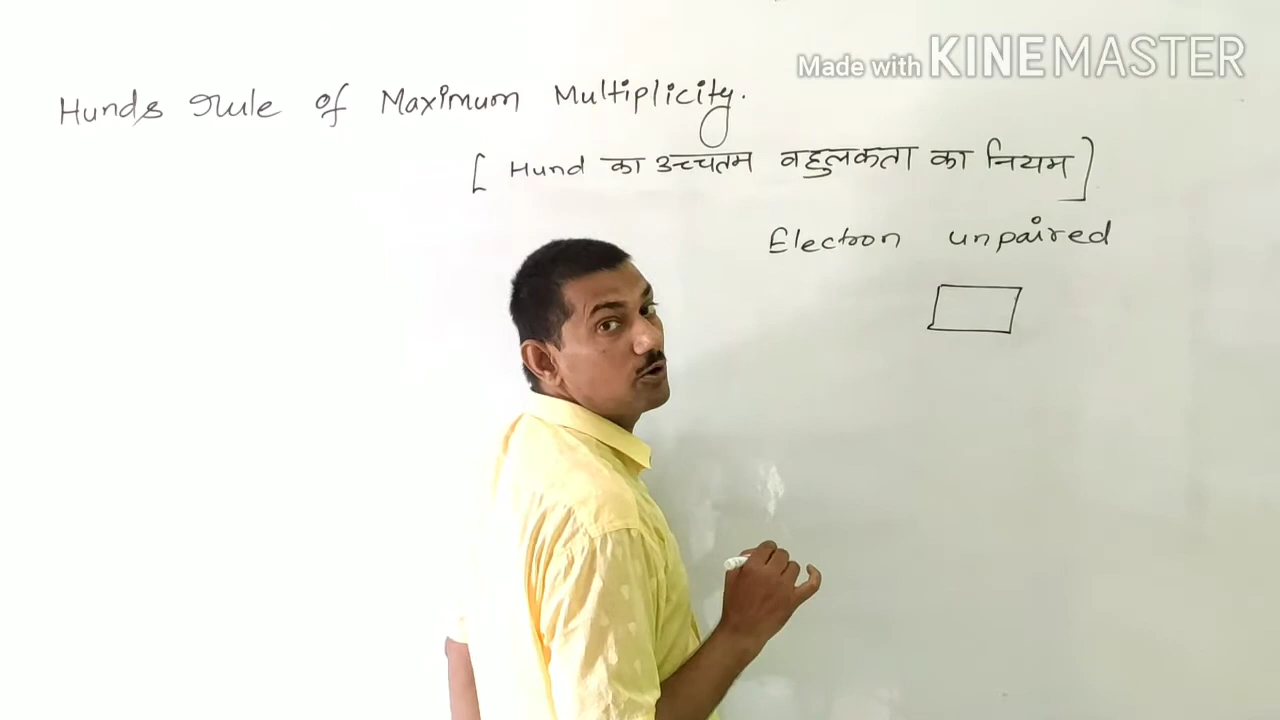 Made with KINEMASTER
Hunds rule of Maximum Multiplicity.
[ Hund का उच्चतम बहुलकता का नियम ]
Electron unpaired